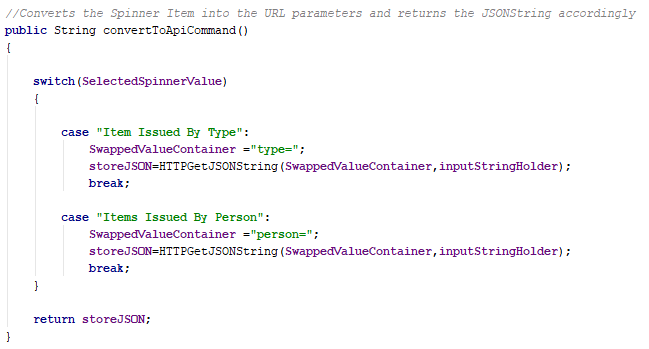 //Converts the Spinner Item into the URL parameters and returns the JSONString accordingly
public String convertToApiCommand()
{
switch(SelectedSpinnerValue)
{
case "Item Issued By Type":
SwappedValueContainer ="type=";
storeJSON=HTTPGetJSONString(SwappedValueContainer,inputStringHolder);
break;
case "Items Issued By Person":
SwappedValueContainer ="person=";
storeJSON=HTTPGetJSONString(SwappedValueContainer,inputStringHolder);
break;
}
return storeJSON;
}